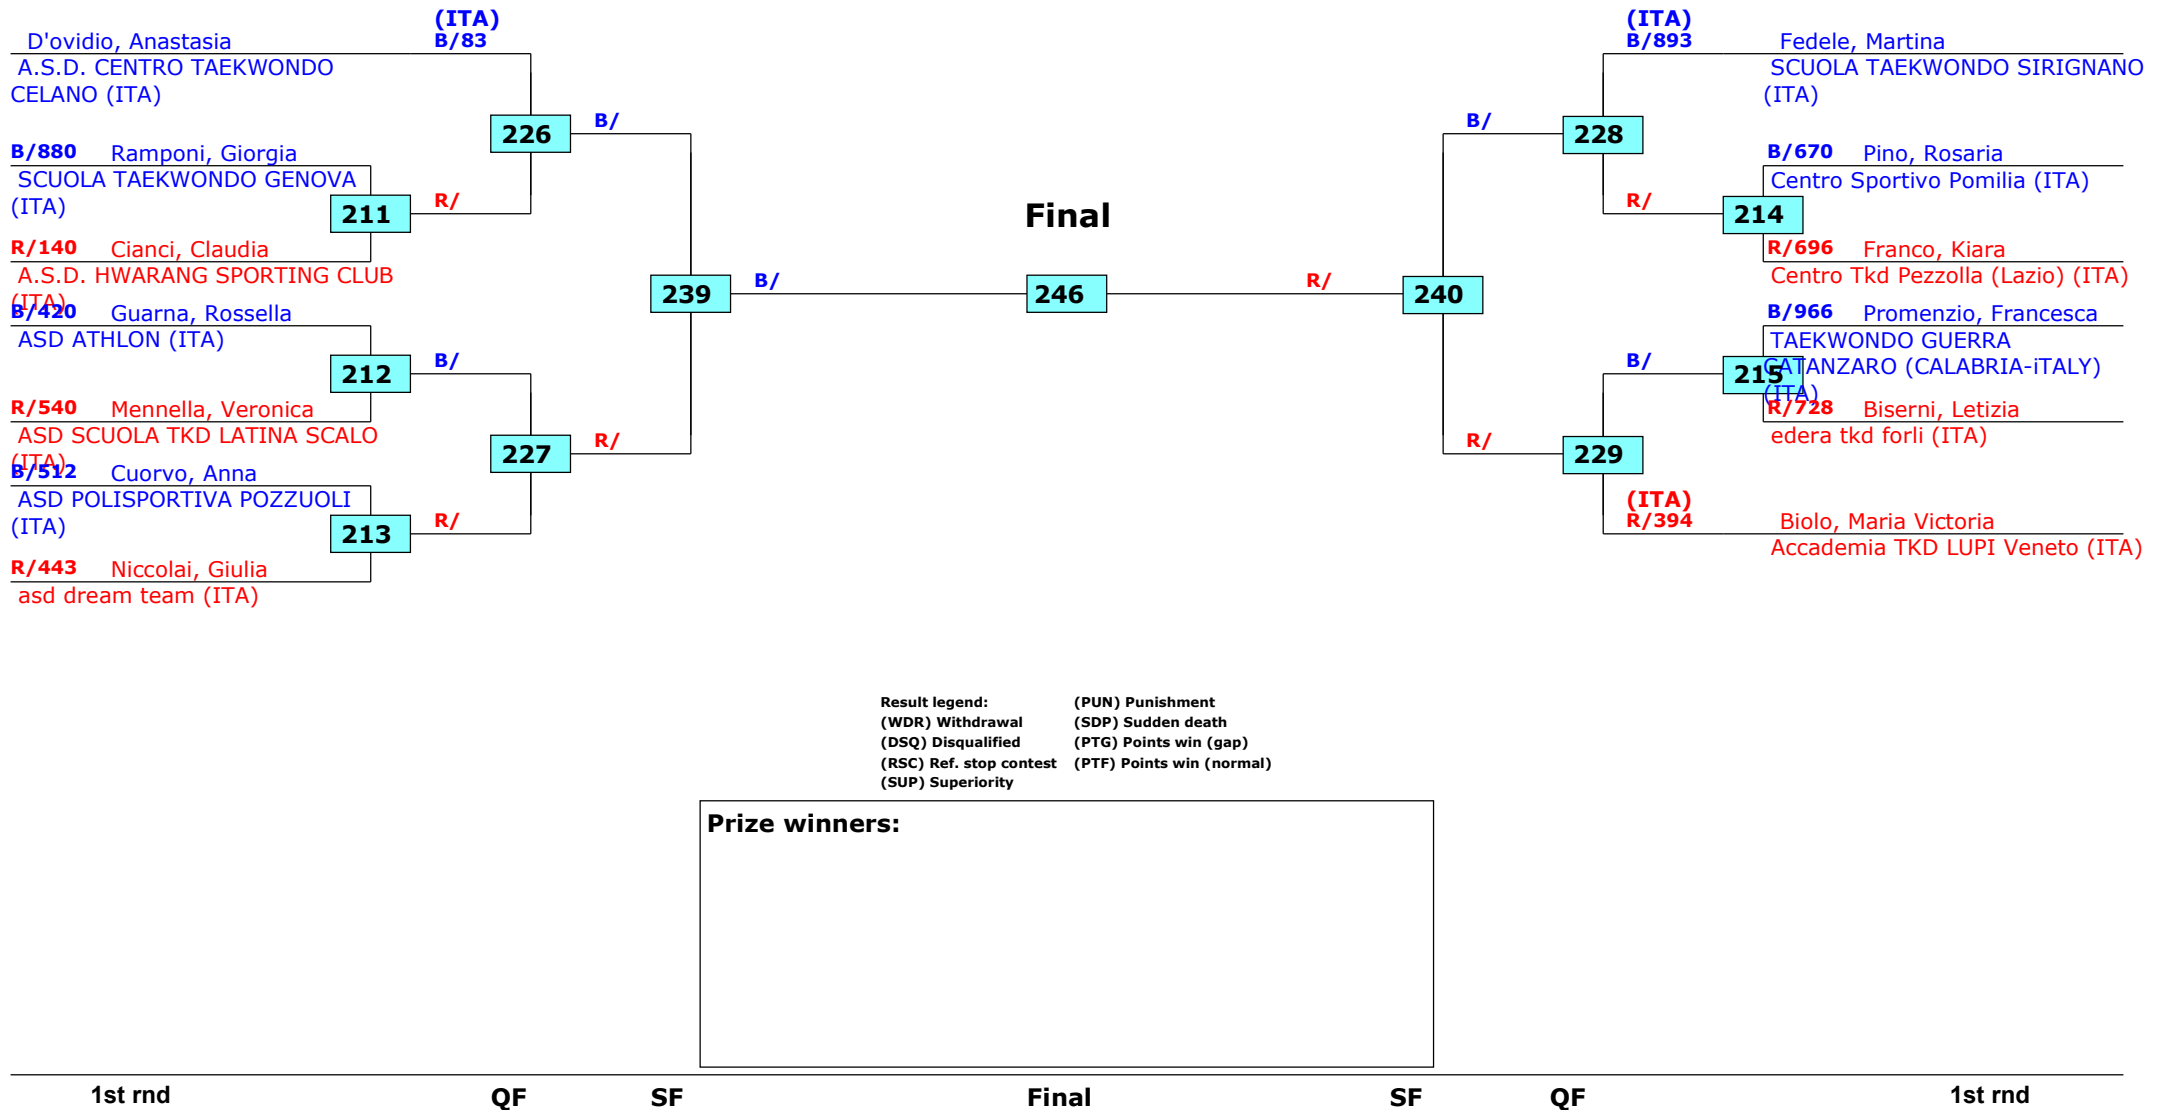 (ITA)
D'ovidio, Anastasia
B/83
A.S.D. CENTRO TAEKWONDO
CELANO (ITA)
226
B/
B/880 Ramponi, Giorgia
SCUOLA TAEKWONDO GENOVA
(ITA)
211
R/
R/140 Cianci, Claudia
A.S.D. HWARANG SPORTING CLUB
(ITA)
239
B/
B/420 Guarna, Rossella
ASD ATHLON (ITA)
212
B/
R/540 Mennella, Veronica
ASD SCUOLA TKD LATINA SCALO
(ITA)
227
R/
B/512 Cuorvo, Anna
ASD POLISPORTIVA POZZUOLI
(ITA)
213
R/
R/443 Niccolai, Giulia
asd dream team (ITA)
Final
246
(ITA)
B/893 Fedele, Martina
SCUOLA TAEKWONDO SIRIGNANO
(ITA)
B/
228
B/670 Pino, Rosaria
Centro Sportivo Pomilia (ITA)
R/
214
R/696 Franco, Kiara
Centro Tkd Pezzolla (Lazio) (ITA)
R/
240
B/966 Promenzio, Francesca
TAEKWONDO GUERRA
CATANZARO (CALABRIA-iTALY)
(ITA)
B/
215
R/728 Biserni, Letizia
edera tkd forli (ITA)
R/
229
(ITA)
R/394 Biolo, Maria Victoria
Accademia TKD LUPI Veneto (ITA)
Result legend:
(WDR) Withdrawal
(DSQ) Disqualified
(RSC) Ref. stop contest
(SUP) Superiority
(PUN) Punishment
(SDP) Sudden death
(PTG) Points win (gap)
(PTF) Points win (normal)
Prize winners:
1st rnd QF SF Final SF QF 1st rnd